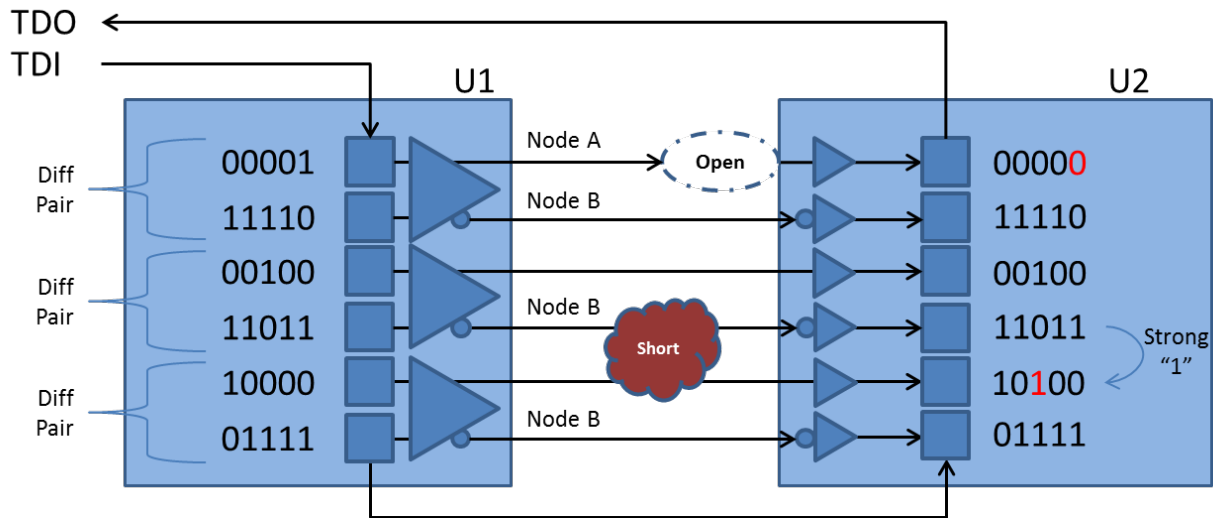 TDO
TDI
U1
U2
Node A
Open
00001
00000
Diff
Pair
Node B
11110
11110
00100
00100
Diff
Pair
Node B
11011
11011
Short
Strong
"1"
10000
10100
Diff
Pair
Node B
01111
01111